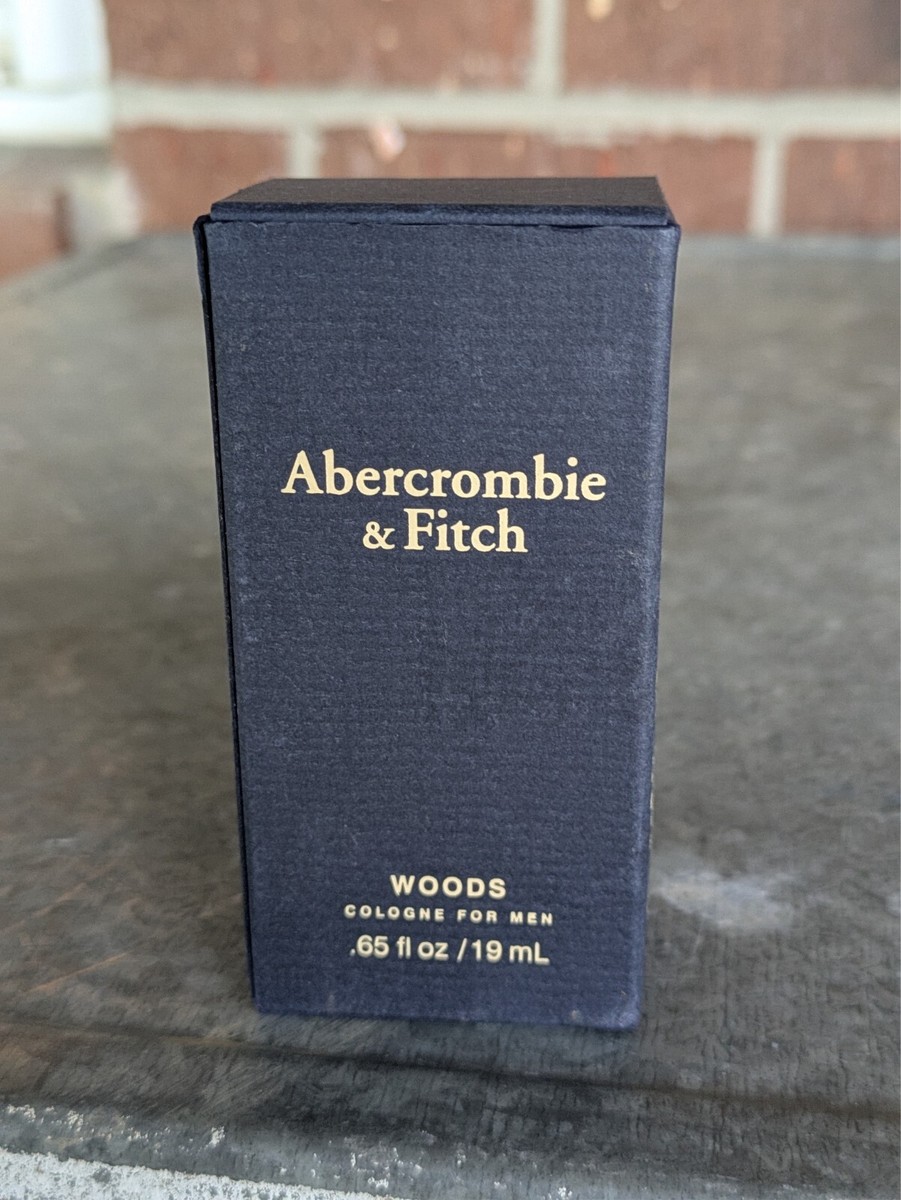 Abercrombie
& Fitch
WOODS
COLOGNE FOR MEN
.65 fl oz / 19 mL